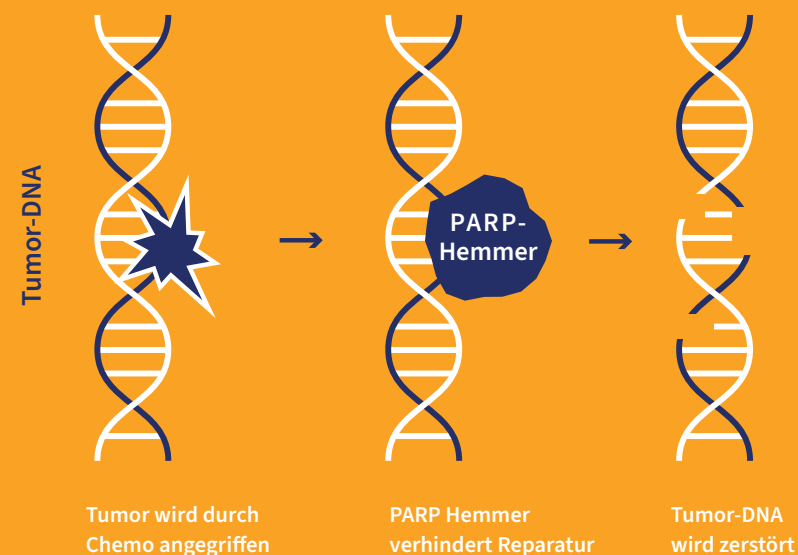 Tumor-DNA
PARP-
Hemmer
Tumor wird durch
Chemo angegriffen
PARP Hemmer
verhindert Reparatur
Tumor-DNA
wird zerstört